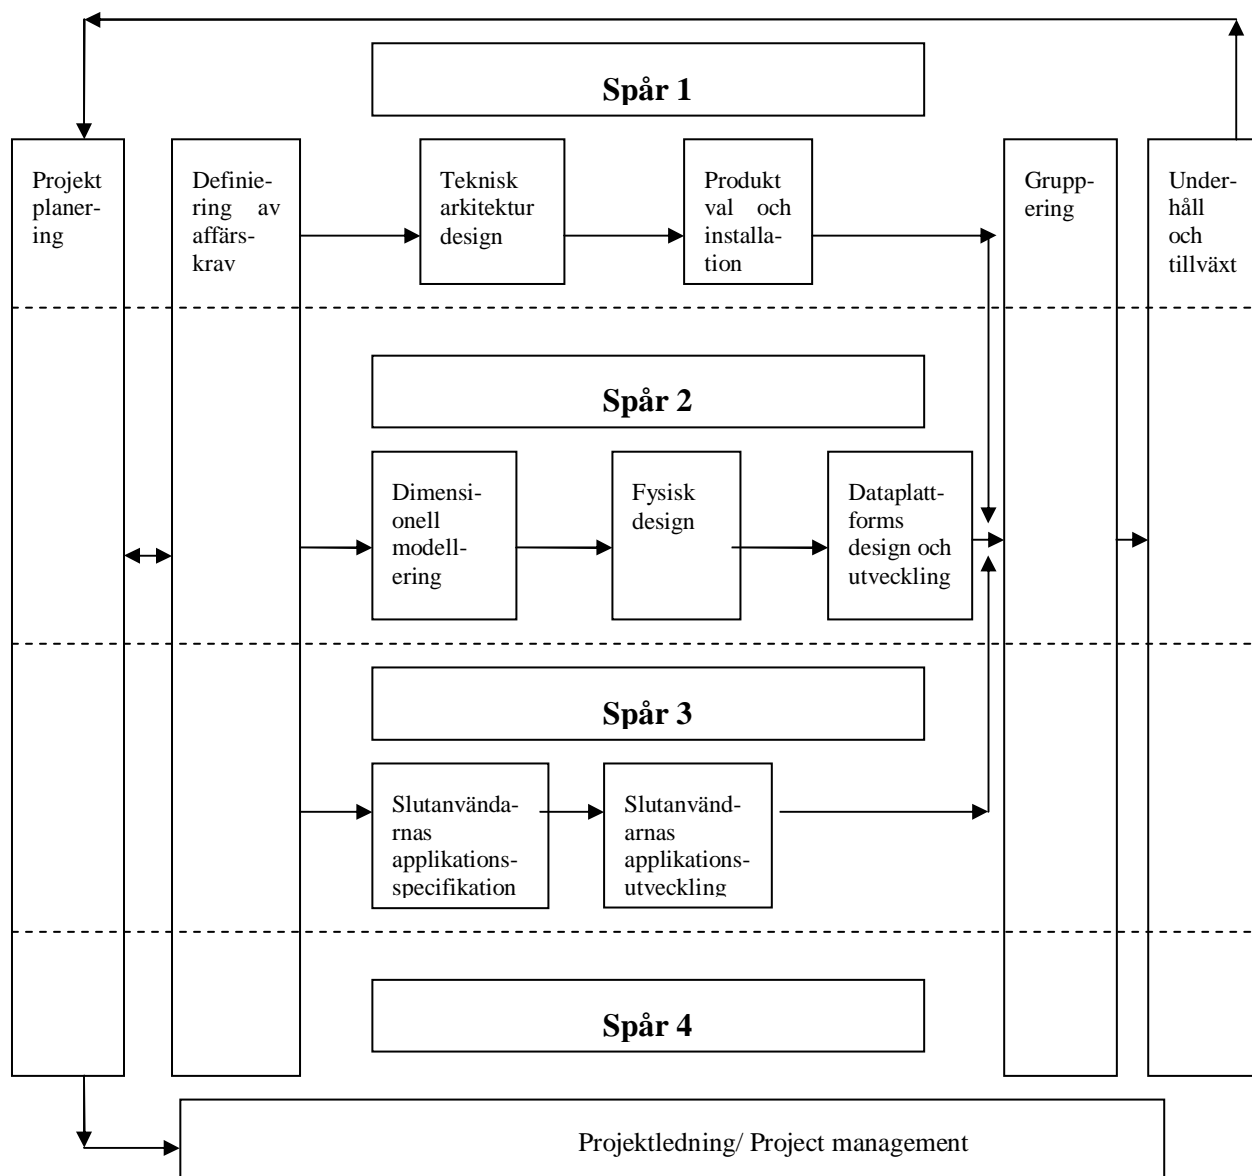 Spår 1
Projekt
planer-
ing
Definie-
ring av
affärs-
krav
Teknisk
arkitektur
design
Produkt
val och
installa-
tion
Grupp-
ering
Under-
håll
och
tillväxt
Spår 2
Dimensi-
onell
modell-
ering
Fysisk
design
Dataplatt-
forms
design och
utveckling
Spår 3
Slutanvända-
rnas
applikations-
specifikation
Slutanvänd-
arnas
applikations-
utveckling
Spår 4
Projektledning/ Project management